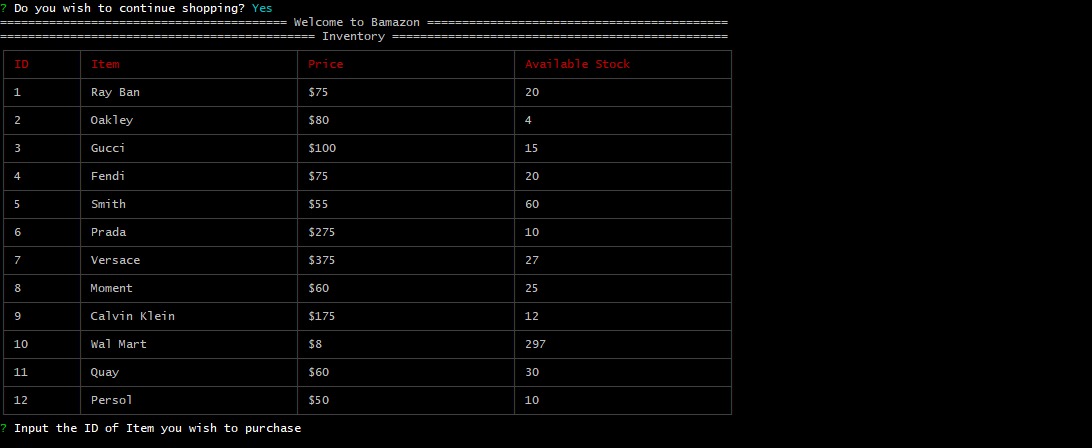 ? Do you wish to continue shopping? Yes
========================================= Welcome to Bamazon ===========================================
============================================= Inventory ================================================
ID Item Price Available Stock
1 Ray Ban $75 20
2 Oakley $80 4
3 Gucci $100 15
4 Fendi $75 20
5 Smith $55 60
6 Prada $275 10
7 Versace $375 27
8 Moment $60 25
9 Calvin Klein $175 12
10 Wal Mart $8 297
11 Quay $60 30
12 Persol $50 10
? Input the ID of Item you wish to purchase